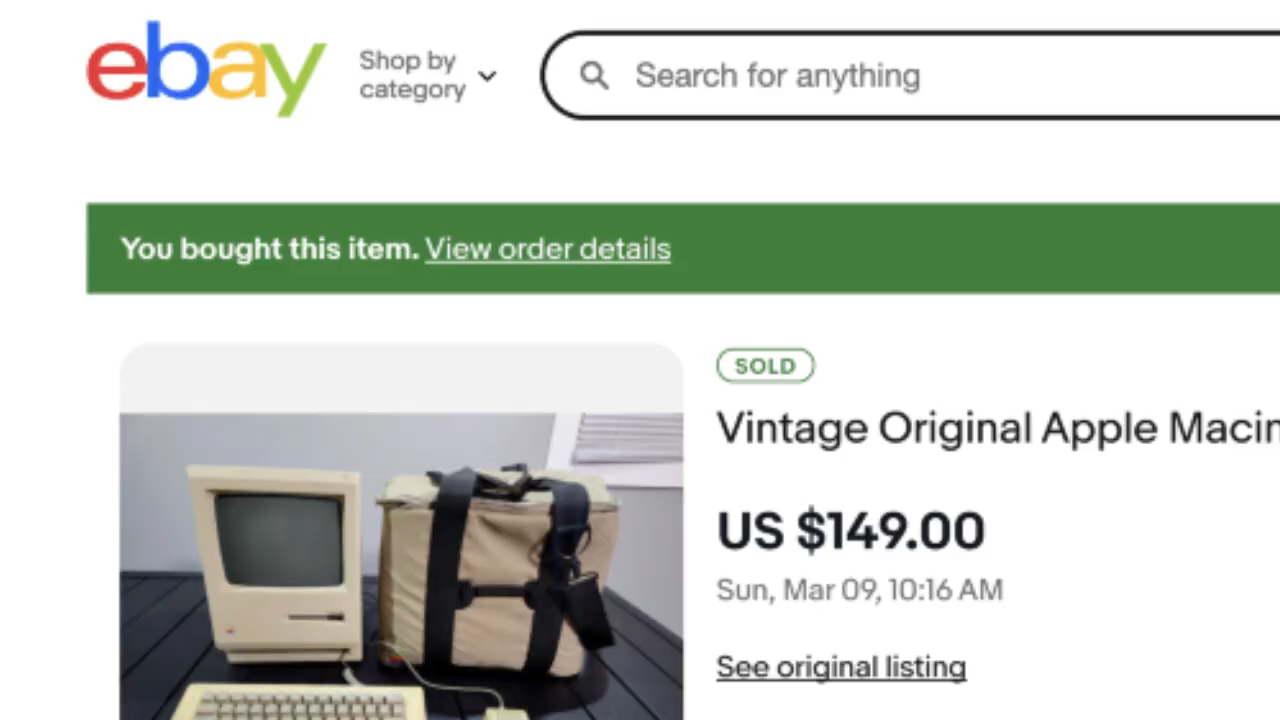 ebay
Shop by
category
Search for anything
You bought this item. View order details
SOLD
Vintage Original Apple Macin
US $149.00
Sun, Mar 09, 10:16 AM
See original listing